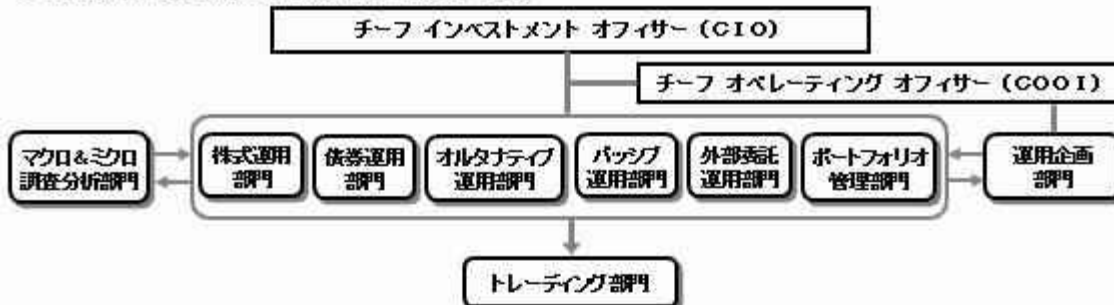 チーフ インベストメント オフィサー（CIO）
チーフ オペレーティング オフィサー（COOI）
マクロ＆ミクロ
調査分析部門
株式運用
部門
債券運用
部門
オルタナティブ
運用部門
パッシブ
運用部門
外部委託
運用部門
ポートフォリオ
管理部門
運用企画
部門
トレーディング部門